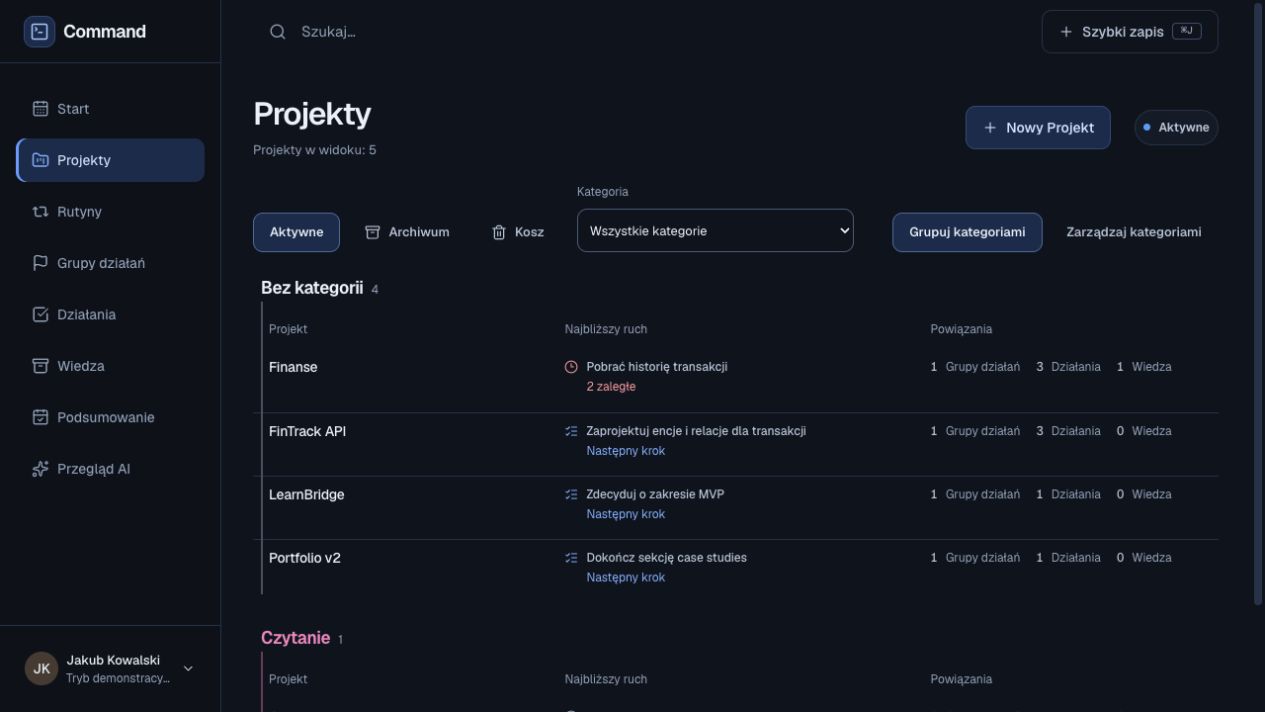 Command
Szukaj…
Szybki zapis ⌘J
Start
Projekty
Rutyny
Grupy działań
Działania
Wiedza
Podsumowanie
Przegląd AI
JK
Jakub Kowalski
Tryb demonstracy…
Projekty
Projekty w widoku: 5
Nowy Projekt
Aktywne
Kategoria
Aktywne
Archiwum
Kosz
Wszystkie kategorie
Grupuj kategoriami
Zarządzaj kategoriami
Bez kategorii 4
Projekt Najbliższy ruch Powiązania
Finanse Pobrać historię transakcji 1 Grupy działań 3 Działania 1 Wiedza
2 zaległe
FinTrack API Zaprojektuj encje i relacje dla transakcji 1 Grupy działań 3 Działania 0 Wiedza
Następny krok
LearnBridge Zdecyduj o zakresie MVP 1 Grupy działań 1 Działania 0 Wiedza
Następny krok
Portfolio v2 Dokończ sekcję case studies 1 Grupy działań 1 Działania 0 Wiedza
Następny krok
Czytanie 1
Projekt Najbliższy ruch Powiązania